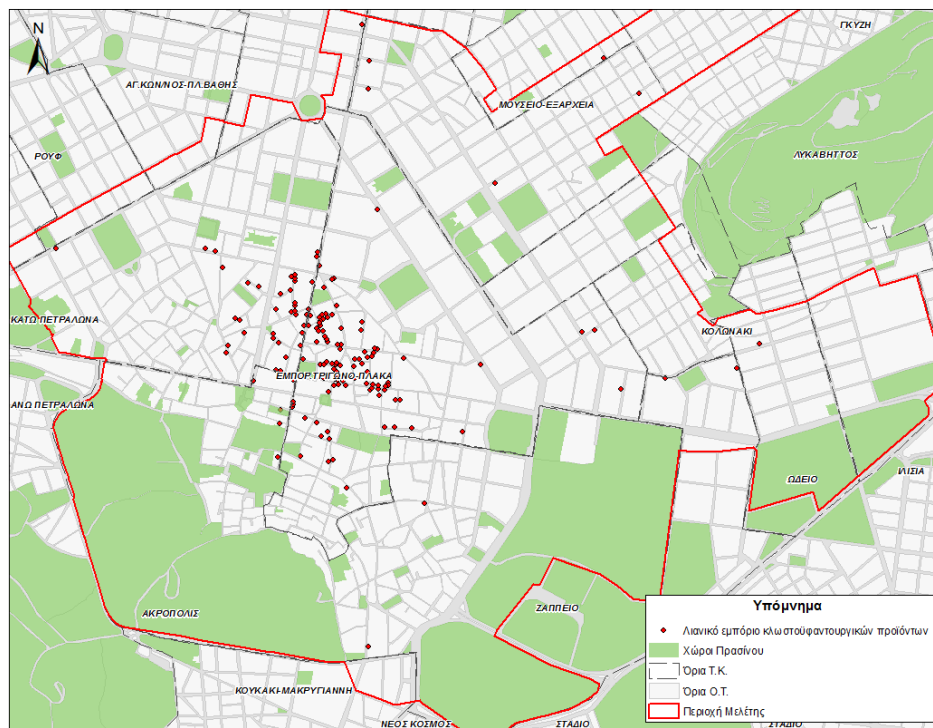 N
ΓΚΥΖΗ
ΑΓ.ΚΩΝ/ΝΟΣ-ΠΛ.ΒΑΘΗΣ
ΜΟΥΣΕΙΟ-ΕΞΑΡΧΕΙΑ
ΡΟΥΦ
ΛΥΚΑΒΗΤΤΟΣ
ΚΑΤΩ ΠΕΤΡΑΛΩΝΑ
ΚΟΛΩΝΑΚΙ
ΕΜΠΟΡ.ΤΡΙΓΩΝΟ-ΠΛΑΚΑ
ΑΝΩ ΠΕΤΡΑΛΩΝΑ
ΙΛΙΣΙΑ
ΩΔΕΙΟ
ΑΚΡΟΠΟΛΙΣ
ΖΑΠΠΕΙΟ
Υπόμνημα
Λιανικό εμπόριο κλωστοϋφαντουργικών προϊόντων
Χώροι Πρασίνου
Όρια Τ.Κ.
Όρια Ο.Τ.
Περιοχή Μελέτης
ΚΟΥΚΑΚΙ-ΜΑΚΡΥΓΙΑΝΝΗ
ΝΕΟΣ ΚΟΣΜΟΣ
ΣΤΑΔΙΟ
ΣΤΑΔΙΟ